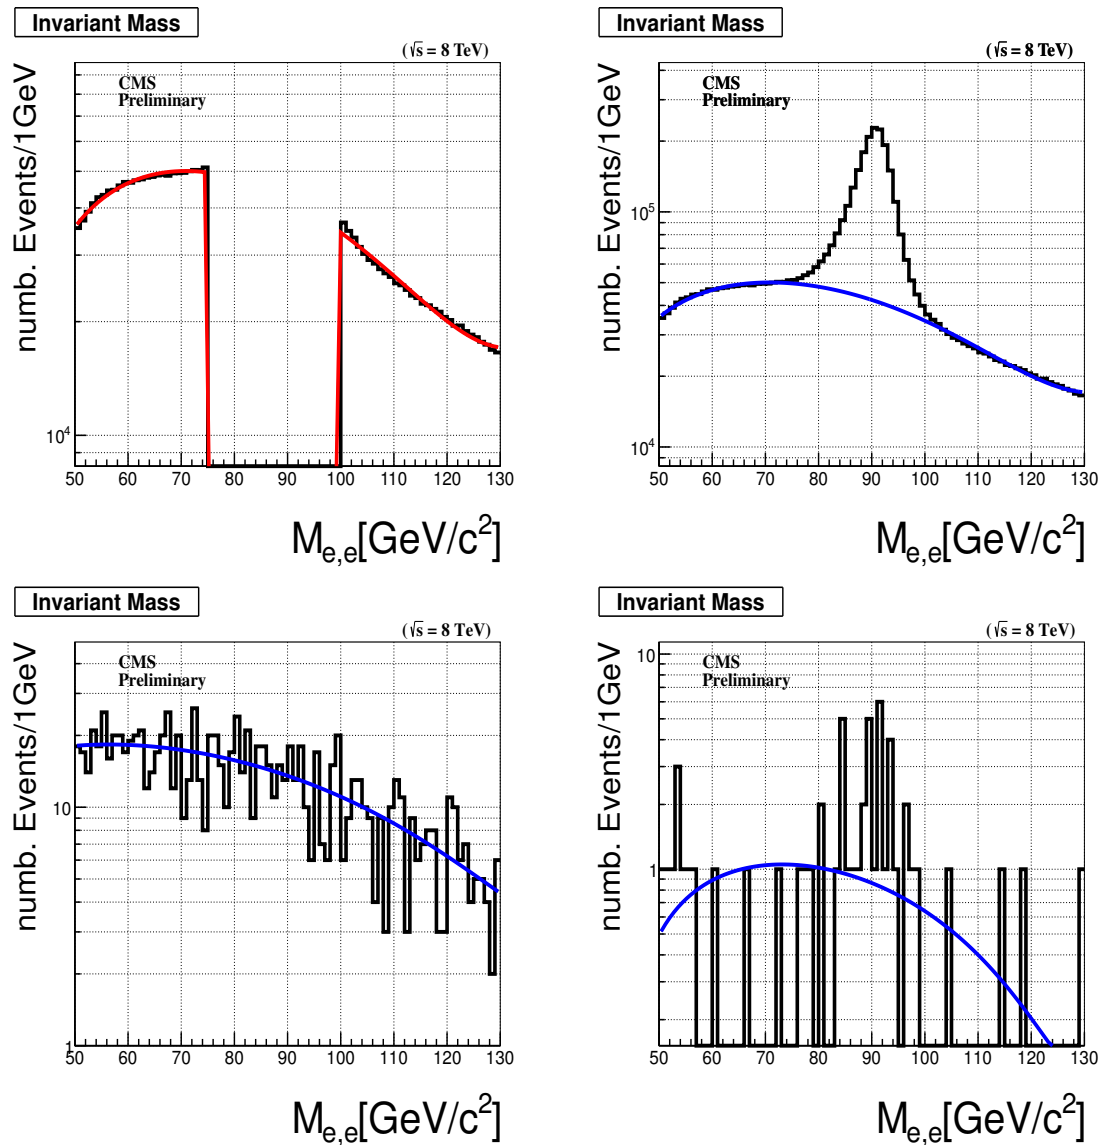 Invariant Mass
(√s = 8 TeV)
CMS
Preliminary
numb. Events/1GeV
10⁴
50 60 70 80 90 100 110 120 130
M_{e,e}[GeV/c²]
Invariant Mass
(√s = 8 TeV)
CMS
Preliminary
numb. Events/1GeV
10⁵
10⁴
50 60 70 80 90 100 110 120 130
M_{e,e}[GeV/c²]
Invariant Mass
(√s = 8 TeV)
CMS
Preliminary
numb. Events/1GeV
10
1
50 60 70 80 90 100 110 120 130
M_{e,e}[GeV/c²]
Invariant Mass
(√s = 8 TeV)
CMS
Preliminary
numb. Events/1GeV
10
1
50 60 70 80 90 100 110 120 130
M_{e,e}[GeV/c²]